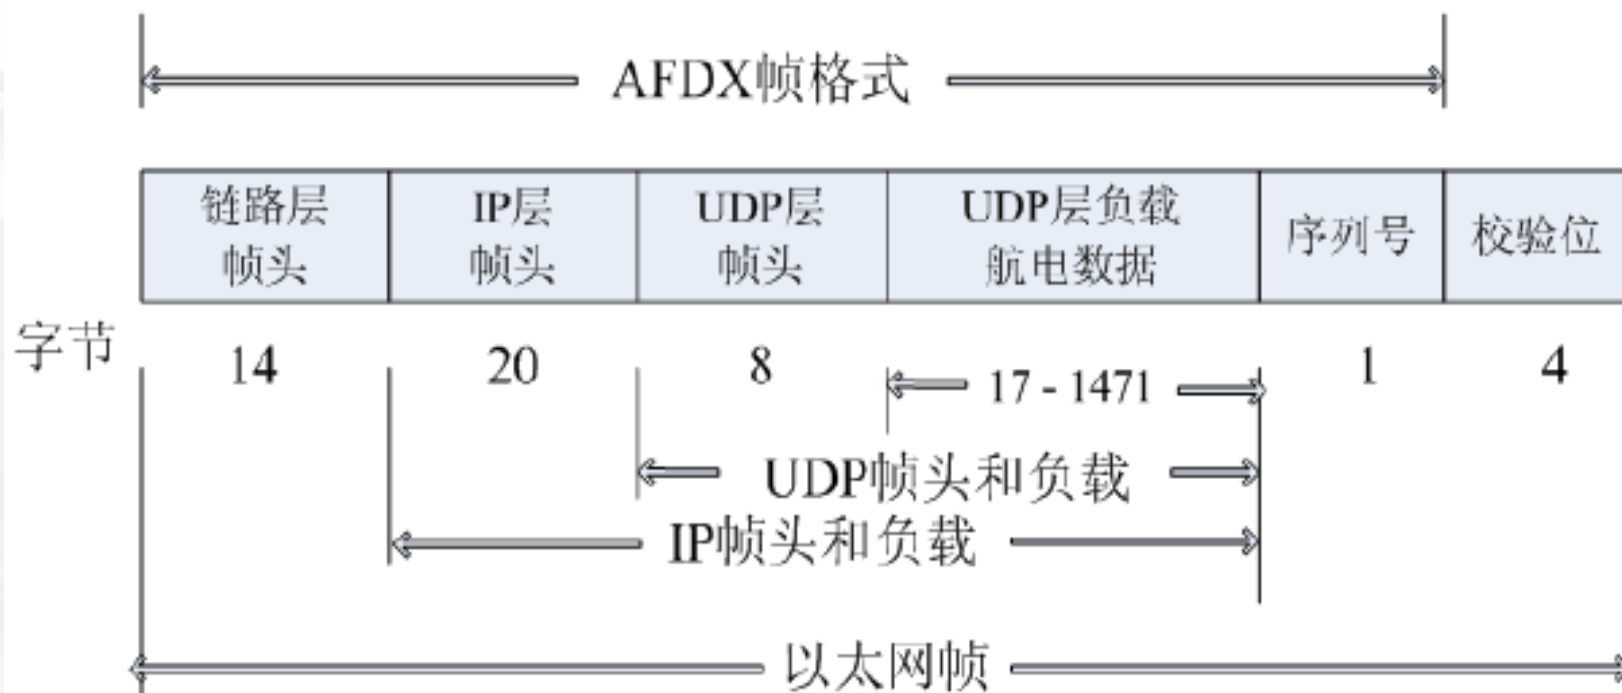 AFDX帧格式
链路层
帧头
IP层
帧头
UDP层
帧头
UDP层负载
航电数据
序列号
校验位
字节
14
20
8
17 - 1471
1
4
UDP帧头和负载
IP帧头和负载
以太网帧